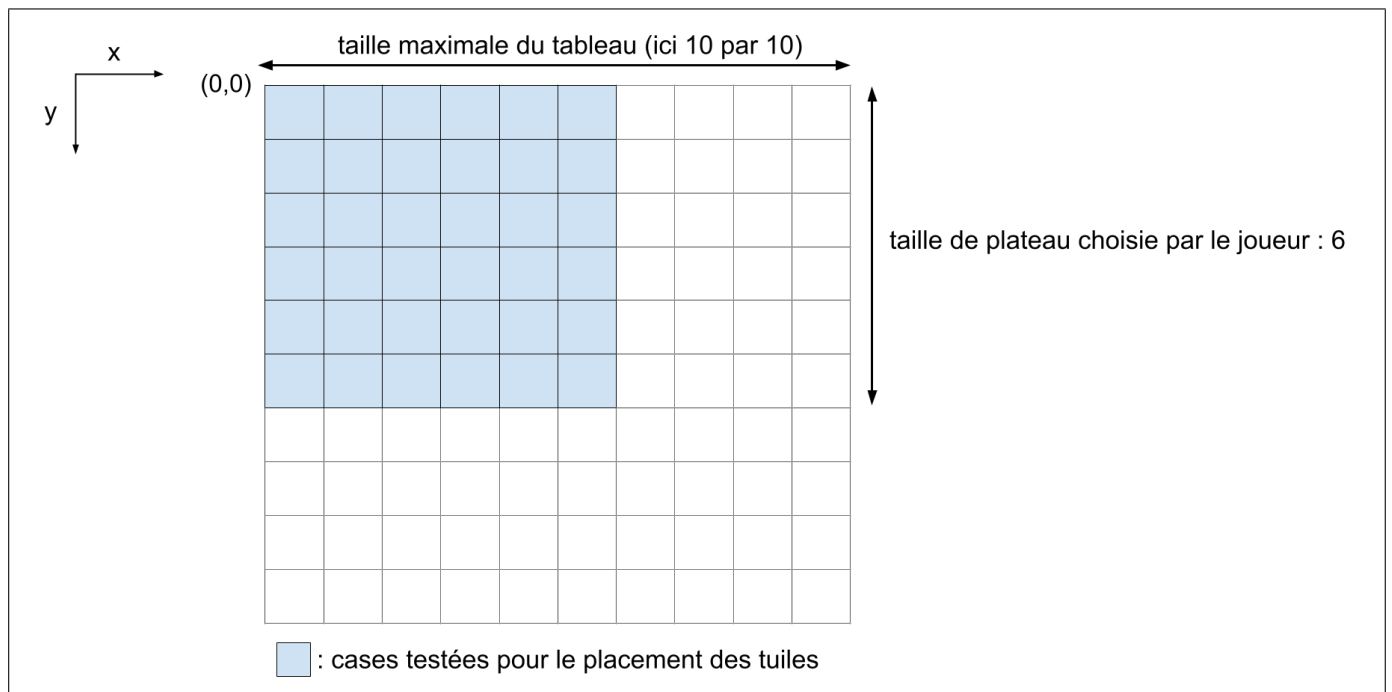 taille maximale du tableau (ici 10 par 10)
x
(0,0)
y
taille de plateau choisie par le joueur : 6
: cases testées pour le placement des tuiles